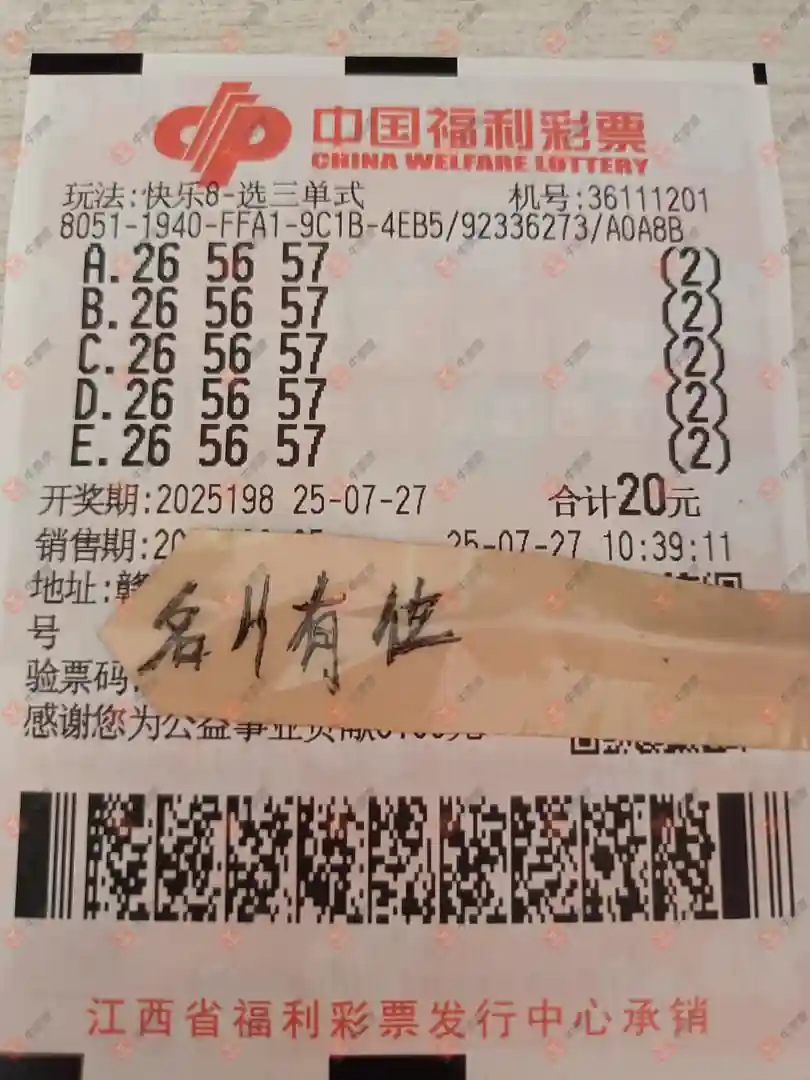 中国福利彩票
CHINA WELFARE LOTTERY
玩法:快乐8-选三单式 机号:36111201
8051-1940-FFA1-9C1B-4EB5/92336273/A0A8B
A.26 56 57 (2)
B.26 56 57 (2)
C.26 56 57 (2)
D.26 56 57 (2)
E.26 56 57 (2)
开奖期:2025198 25-07-27 合计20元
销售期:20 25-07-27 10:39:11
地址:赣
号
名川有位
验票码:
感谢您为公益事业贡献
江西省福利彩票发行中心承销